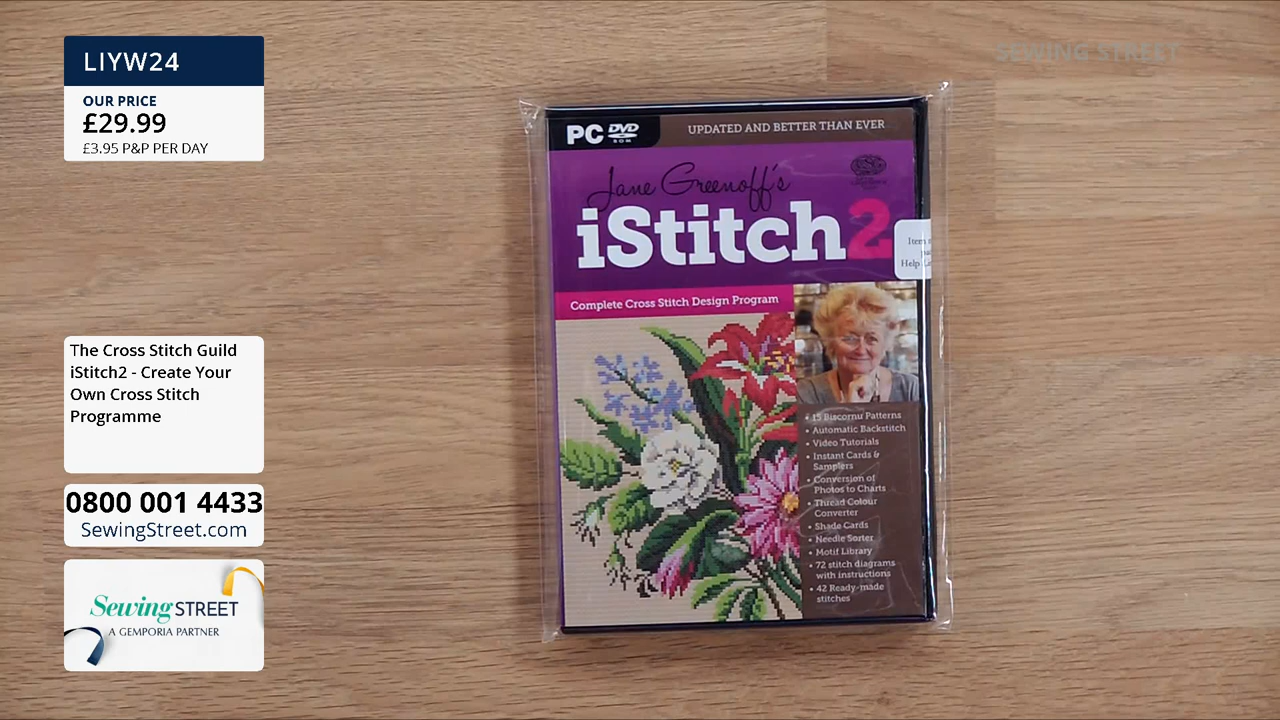 LIYW24
OUR PRICE
£29.99
£3.95 P&P PER DAY
The Cross Stitch Guild
iStitch2 - Create Your
Own Cross Stitch
Programme
0800 001 4433
SewingStreet.com
Sewing STREET
A GEMPORIA PARTNER
SEWING STREET
PC DVD
ROM
UPDATED AND BETTER THAN EVER
Jane Greenoff's
iStitch2
Complete Cross Stitch Design Program
Item
Help
• 15 Biscornu Patterns
• Automatic Backstitch
• Video Tutorials
• Instant Cards &
Samplers
• Conversion of
Photos to Charts
• Thread Colour
Converter
• Shade Cards
• Needle Sorter
• Motif Library
• 72 stitch diagrams
with instructions
• 42 Ready-made
stitches